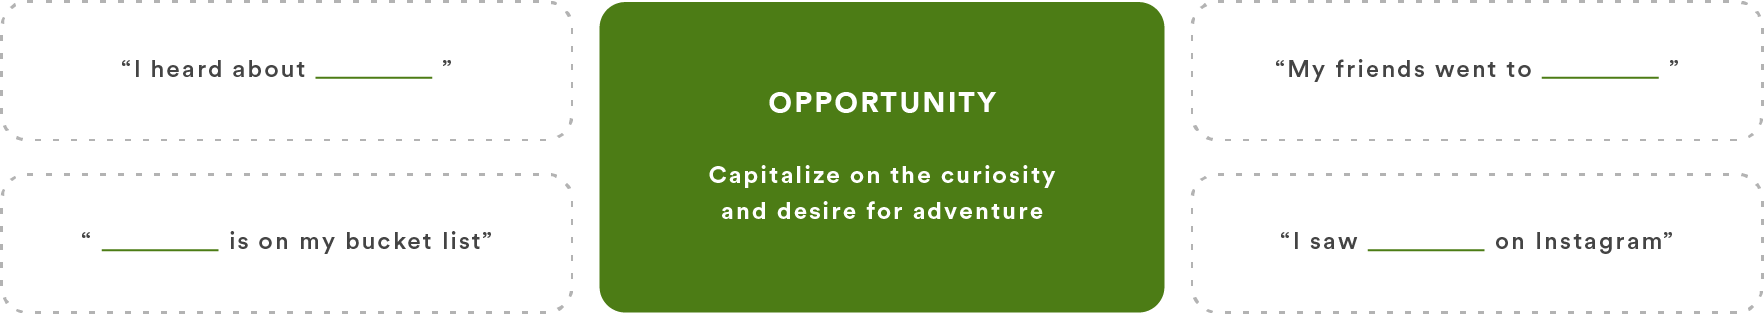 “I heard about ________ ”
“ ________ is on my bucket list”
OPPORTUNITY
Capitalize on the curiosity
and desire for adventure
“My friends went to ________ ”
“I saw ________ on Instagram”